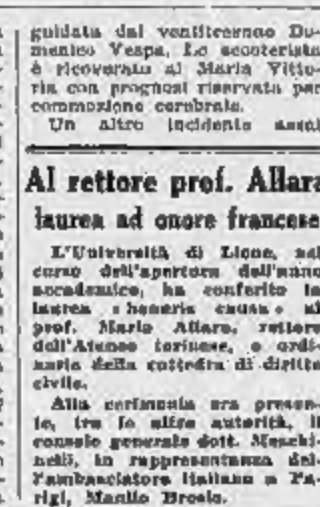 guidata dal ventitreenne Do-
menico Vespa. Lo scooterista
è ricoverato al Maria Vitto-
ria con prognosi riservata per
commozione cerebrale.
Un altro incidente
Al rettore prof. Allara
laurea ad onore francese
L'Università di Lione, nel
corso dell'apertura dell'anno
accademico, ha conferito la
laurea « honoris causa » al
prof. Mario Allara, rettore
dell'Ateneo torinese, e ordi-
nario della cattedra di diritto
civile.
Alla cerimonia era presen-
te, tra le altre autorità, il
console generale dott. Meschi-
nelli, in rappresentanza del-
l'ambasciatore italiano a Pa-
rigi, Manlio Brosio.